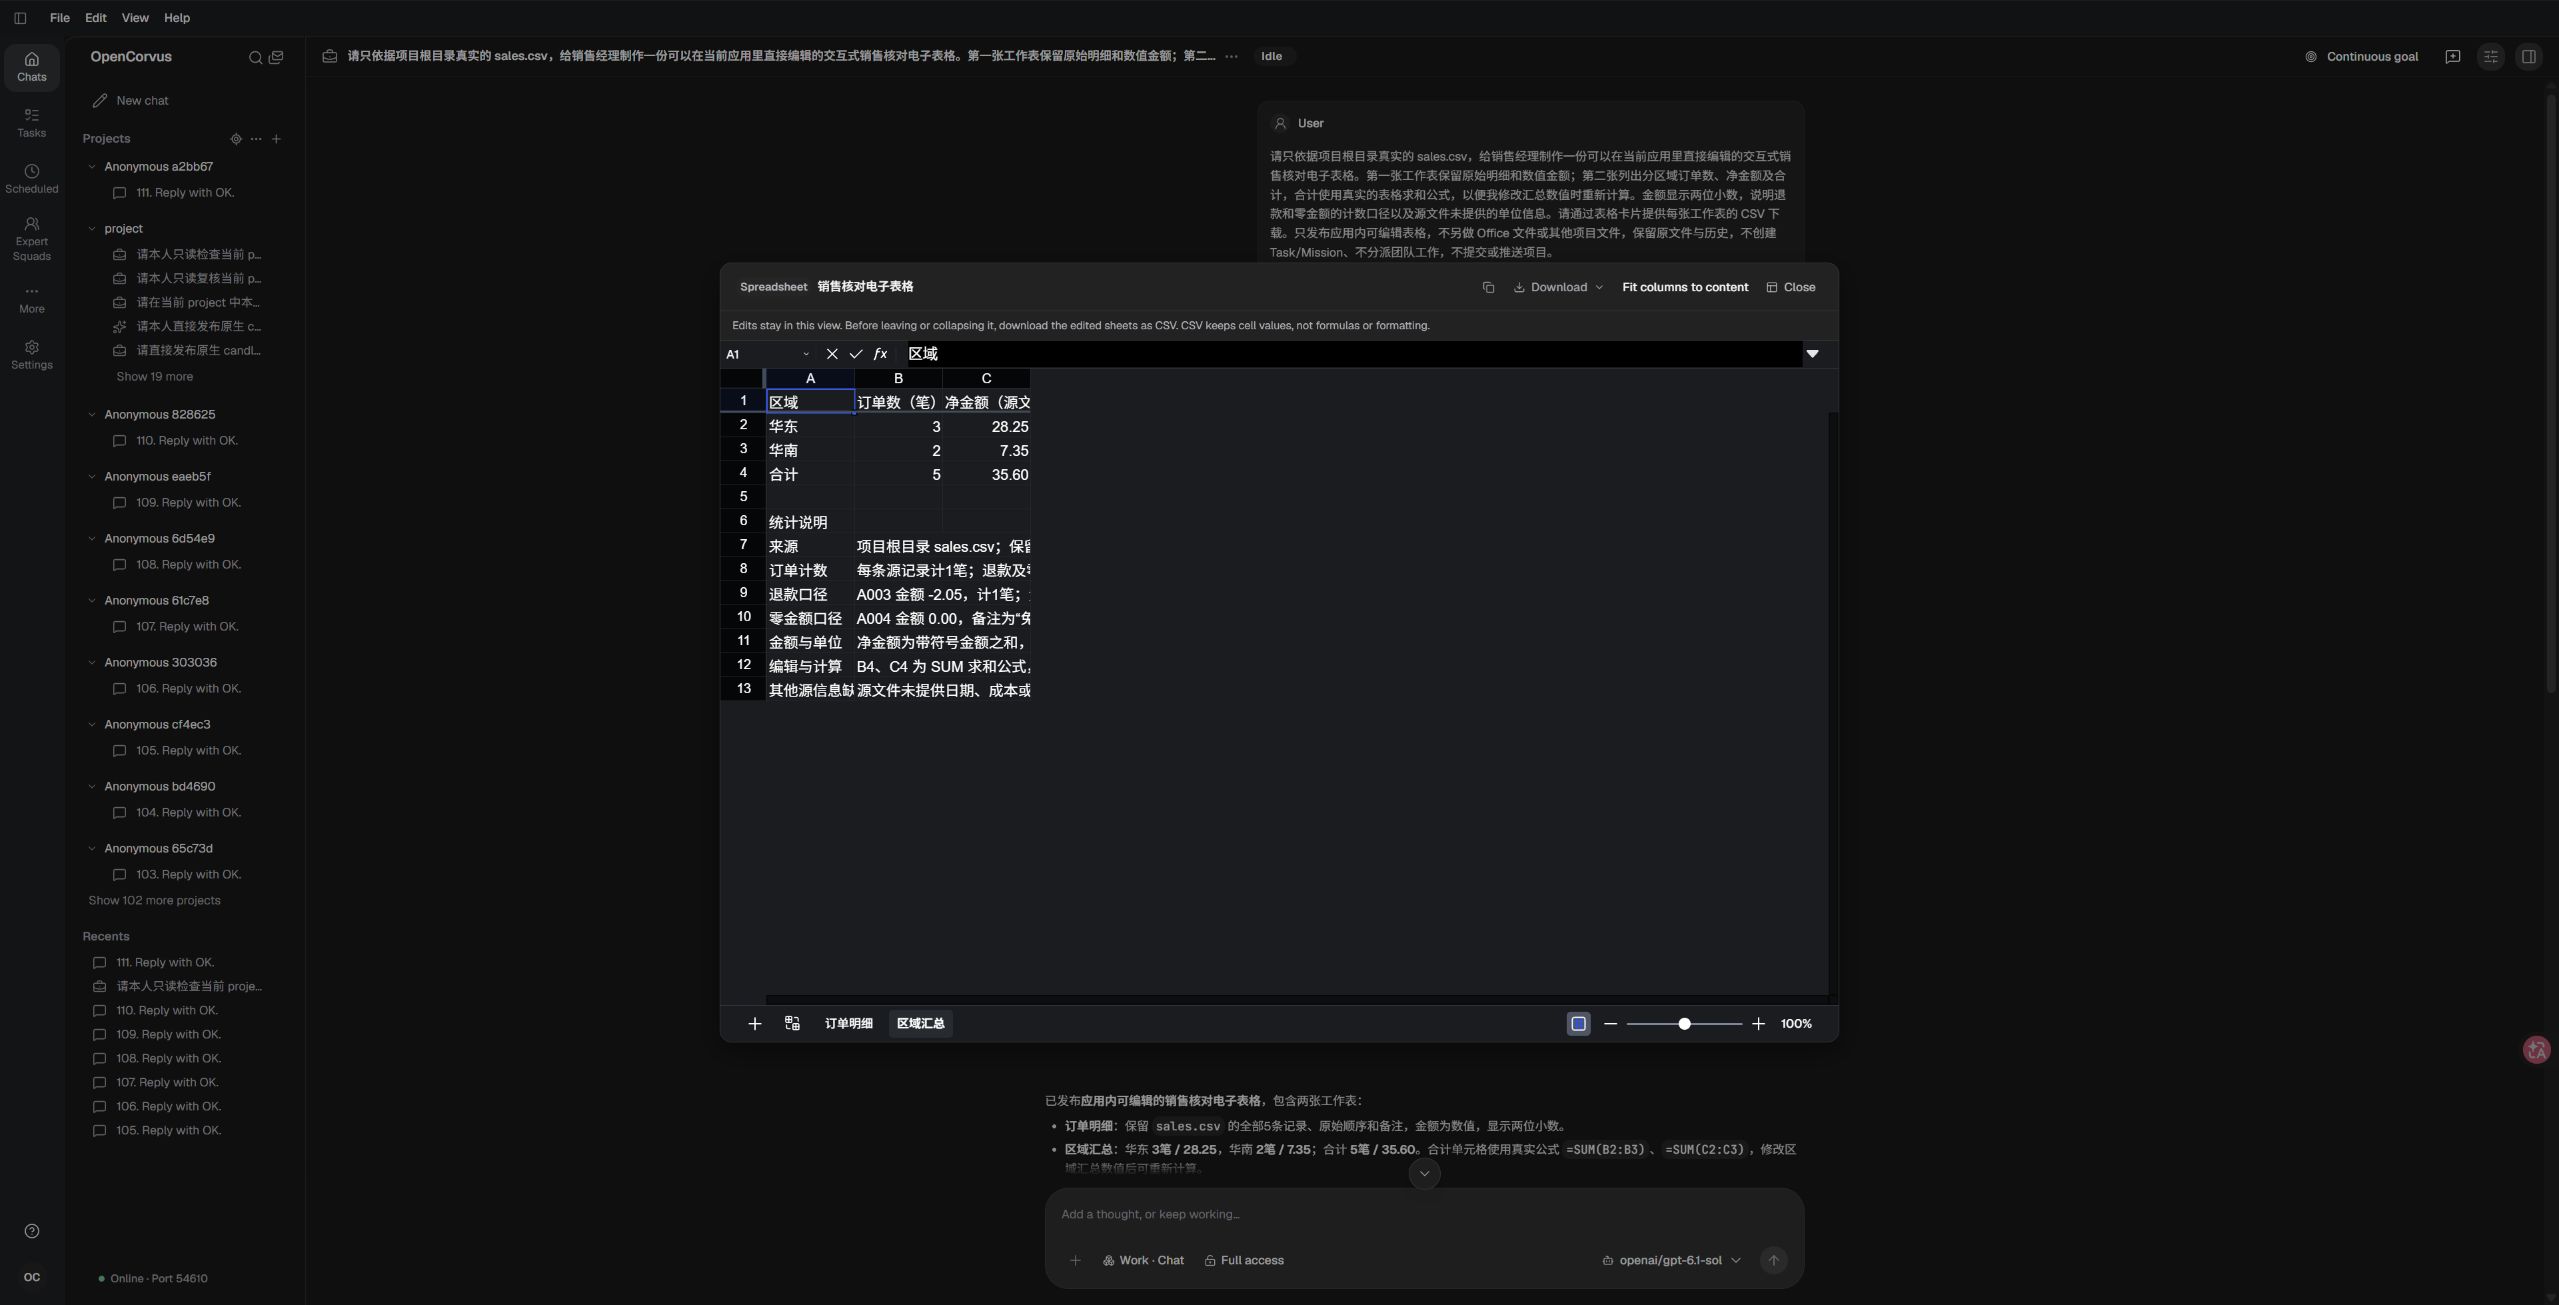 File Edit View Help
Chats
Tasks
Scheduled
Expert
Squads
More
Settings
OC
OpenCorvus
New chat
Projects
Anonymous a2bb67
111. Reply with OK.
project
请本人只读检查当前 p...
请本人只读复核当前 p...
请在当前 project 中本...
请本人直接发布原生 c...
请直接发布原生 candl...
Show 19 more
Anonymous 828625
110. Reply with OK.
Anonymous eaeb5f
109. Reply with OK.
Anonymous 6d54e9
108. Reply with OK.
Anonymous 61c7e8
107. Reply with OK.
Anonymous 303036
106. Reply with OK.
Anonymous cf4ec3
105. Reply with OK.
Anonymous bd4690
104. Reply with OK.
Anonymous 65c73d
103. Reply with OK.
Show 102 more projects
Recents
111. Reply with OK.
请本人只读检查当前 proje...
110. Reply with OK.
109. Reply with OK.
108. Reply with OK.
107. Reply with OK.
106. Reply with OK.
105. Reply with OK.
Online · Port 54610
请只依据项目根目录真实的 sales.csv，给销售经理制作一份可以在当前应用里直接编辑的交互式销售核对电子表格。第一张工作表保留原始明细和数值金额；第二... ··· Idle
Continuous goal
User
请只依据项目根目录真实的 sales.csv，给销售经理制作一份可以在当前应用里直接编辑的交互式销
售核对电子表格。第一张工作表保留原始明细和数值金额；第二张列出分区域订单数、净金额及合
计，合计使用真实的表格求和公式，以便我修改汇总数值时重新计算。金额显示两位小数，说明退
款和零金额的计数口径以及源文件未提供的单位信息。请通过表格卡片提供每张工作表的 CSV 下
载。只发布应用内可编辑表格，不另做 Office 文件或其他项目文件，保留原文件与历史，不创建
Task/Mission、不分派团队工作，不提交或推送项目。
Spreadsheet 销售核对电子表格
Download Fit columns to content Close
Edits stay in this view. Before leaving or collapsing it, download the edited sheets as CSV. CSV keeps cell values, not formulas or formatting.
A1 fx 区域
A B C
1 区域 订单数（笔） 净金额（源文
2 华东 3 28.25
3 华南 2 7.35
4 合计 5 35.60
5
6 统计说明
7 来源 项目根目录 sales.csv；保
8 订单计数 每条源记录计1笔；退款及
9 退款口径 A003 金额 -2.05，计1笔；
10 零金额口径 A004 金额 0.00，备注为“
11 金额与单位 净金额为带符号金额之和，
12 编辑与计算 B4、C4 为 SUM 求和公式，
13 其他源信息 源文件未提供日期、成本或
订单明细 区域汇总
100%
已发布应用内可编辑的销售核对电子表格，包含两张工作表：
• 订单明细：保留 sales.csv 的全部5条记录、原始顺序和备注，金额为数值，显示两位小数。
• 区域汇总：华东 3笔 / 28.25，华南 2笔 / 7.35；合计 5笔 / 35.60。合计单元格使用真实公式 =SUM(B2:B3)、=SUM(C2:C3)，修改区
域汇总数值后可重新计算。
Add a thought, or keep working...
Work · Chat Full access openai/gpt-6.1-sol